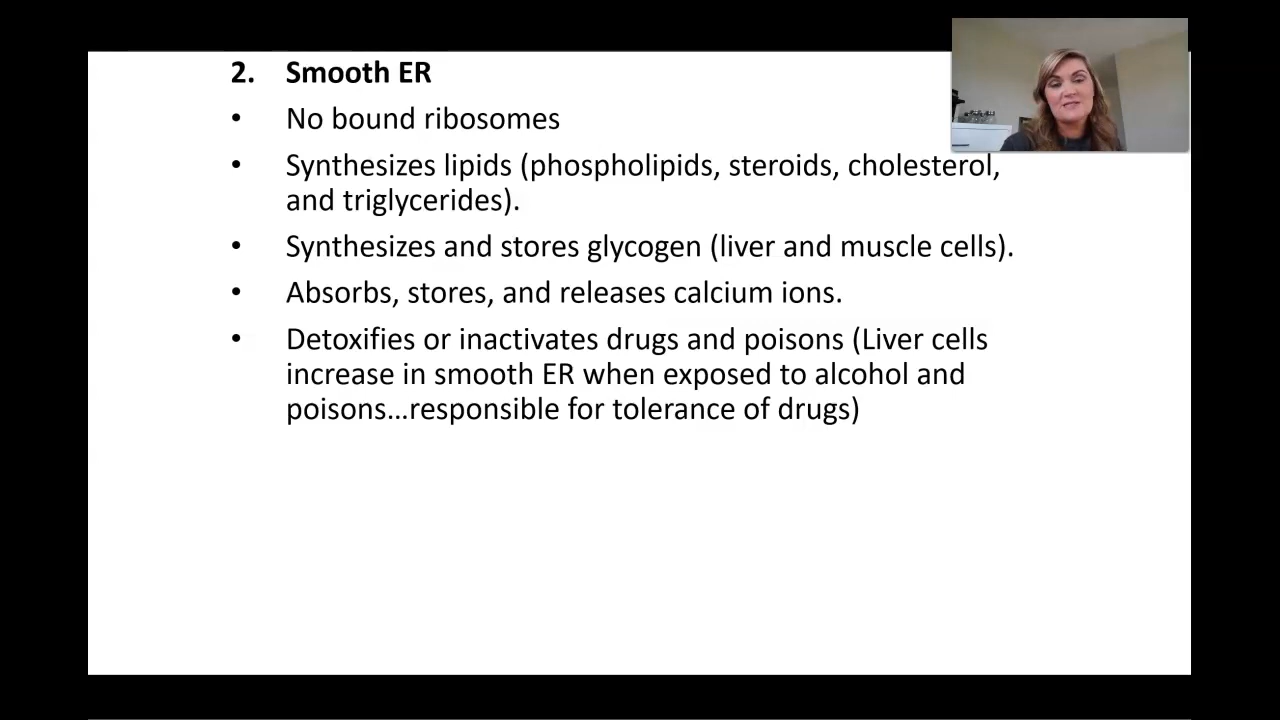 2. Smooth ER
• No bound ribosomes
• Synthesizes lipids (phospholipids, steroids, cholesterol,
and triglycerides).
• Synthesizes and stores glycogen (liver and muscle cells).
• Absorbs, stores, and releases calcium ions.
• Detoxifies or inactivates drugs and poisons (Liver cells
increase in smooth ER when exposed to alcohol and
poisons…responsible for tolerance of drugs)